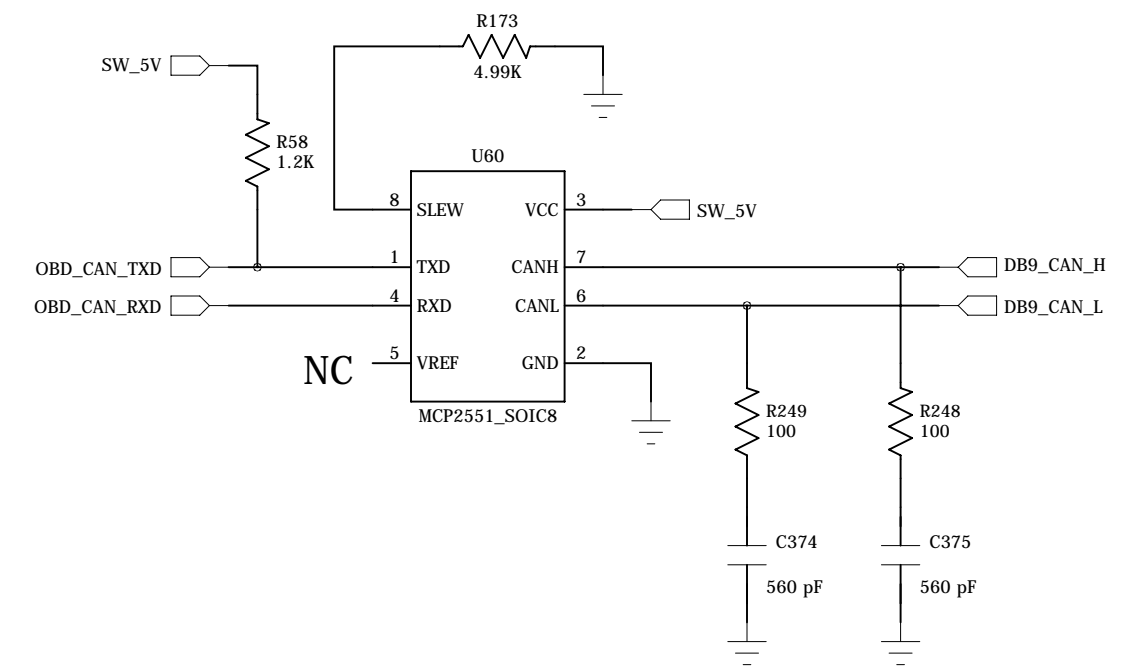 R173
4.99K
SW_5V
R58
1.2K
U60
8 SLEW VCC 3 SW_5V
OBD_CAN_TXD 1 TXD CANH 7 DB9_CAN_H
OBD_CAN_RXD 4 RXD CANL 6 DB9_CAN_L
NC 5 VREF GND 2
MCP2551_SOIC8
R249 R248
100 100
C374 C375
560 pF 560 pF